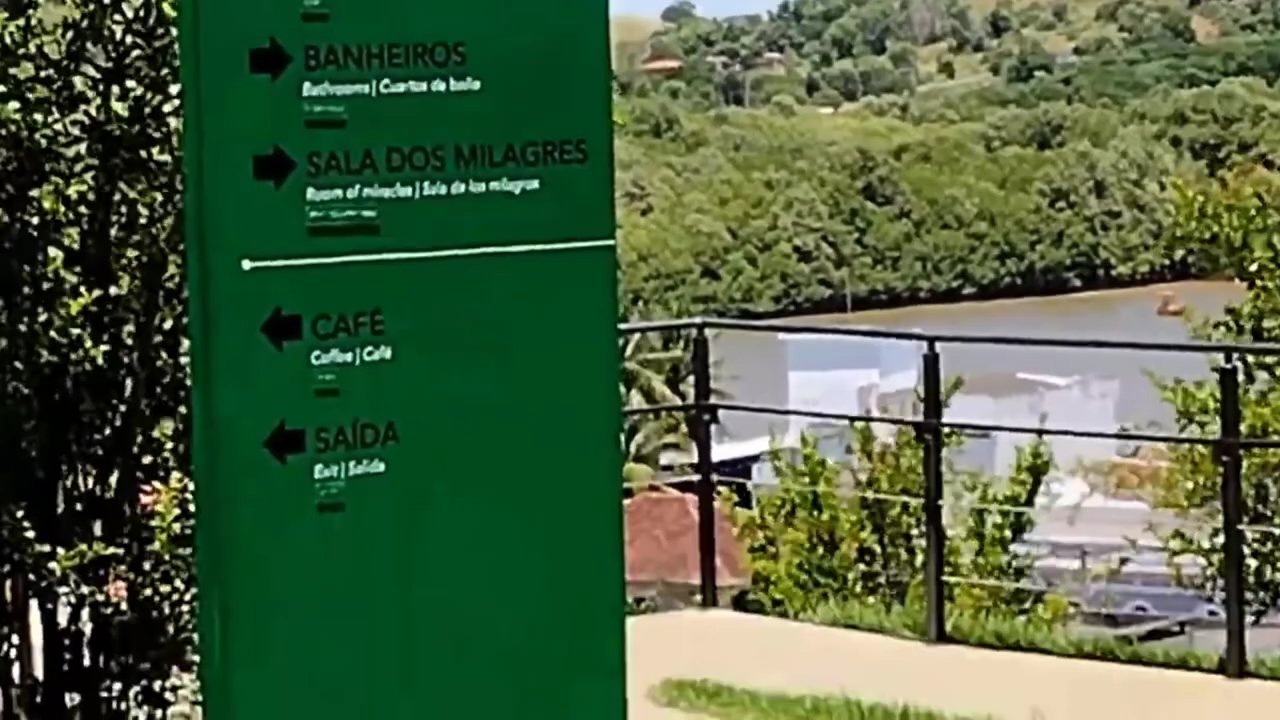 BANHEIROS
Bathrooms | Cuartos de baño
SALA DOS MILAGRES
Room of miracles | Sala de los milagros
CAFÉ
Coffee | Café
SAÍDA
Exit | Salida